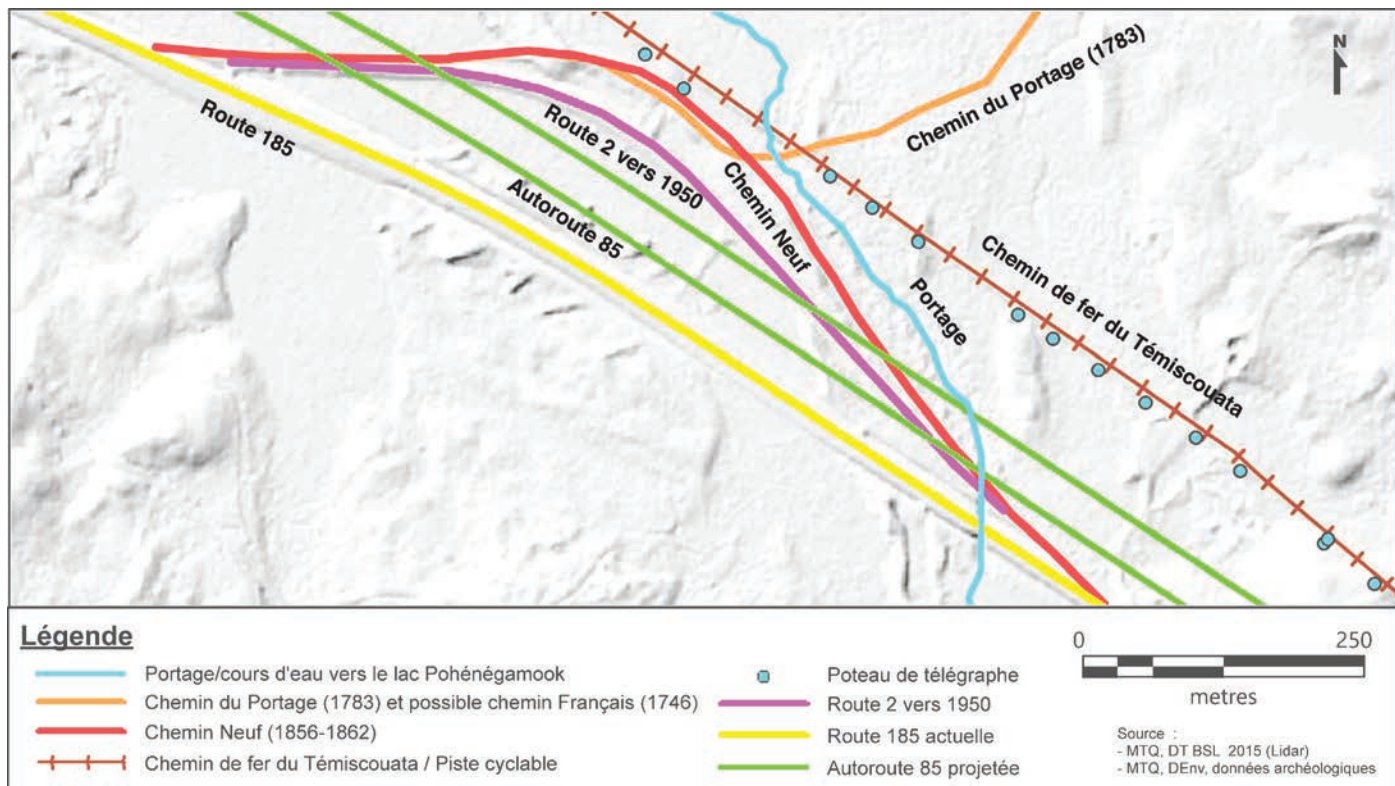 N
Chemin du Portage (1783)
Route 185
Route 2 vers 1950
Autoroute 85
Chemin Neuf
Portage
Chemin de fer du Témiscouata
Légende
Portage/cours d'eau vers le lac Pohénégamook
Chemin du Portage (1783) et possible chemin Français (1746)
Chemin Neuf (1856-1862)
Chemin de fer du Témiscouata / Piste cyclable
Poteau de télégraphe
Route 2 vers 1950
Route 185 actuelle
Autoroute 85 projetée
0 250
metres
Source :
- MTQ, DT BSL 2015 (Lidar)
- MTQ, DEnv, données archéologiques